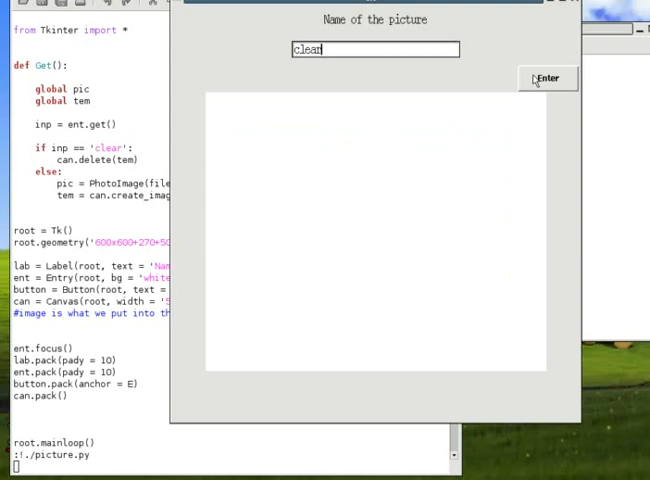 from Tkinter import *
def Get():
global pic
global tem
inp = ent.get()
if inp == 'clear':
can.delete(tem)
else:
pic = PhotoImage(file
tem = can.create_imag
root = Tk()
root.geometry('600x600+270+50
lab = Label(root, text = 'Nam
ent = Entry(root, bg = 'white
button = Button(root, text =
can = Canvas(root, width = '5
#image is what we put into th
ent.focus()
lab.pack(pady = 10)
ent.pack(pady = 10)
button.pack(anchor = E)
can.pack()
root.mainloop()
:!./picture.py
Name of the picture
clear
Enter